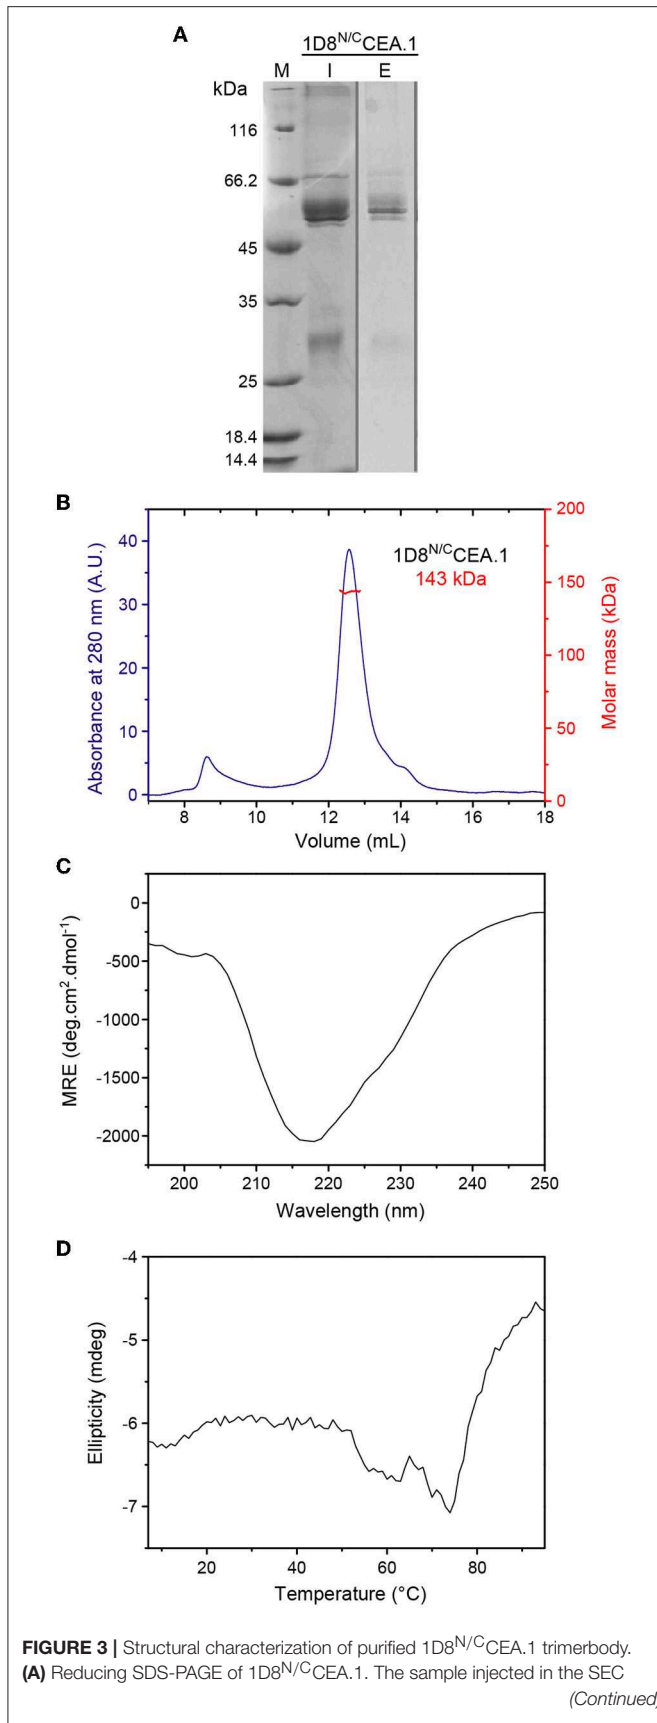 A
1D8N/CCEA.1
M I E
kDa
116
66.2
45
35
25
18.4
14.4
B
Absorbance at 280 nm (A.U.)
40
30
20
10
0
1D8N/CCEA.1
143 kDa
200
150
100
50
0
Molar mass (kDa)
8 10 12 14 16 18
Volume (mL)
C
MRE (deg.cm2.dmol-1)
0
-500
-1000
-1500
-2000
200 210 220 230 240 250
Wavelength (nm)
D
Ellipticity (mdeg)
-4
-5
-6
-7
20 40 60 80
Temperature (°C)
FIGURE 3 | Structural characterization of purified 1D8N/CCEA.1 trimerbody.
(A) Reducing SDS-PAGE of 1D8N/CCEA.1. The sample injected in the SEC
(Continued)